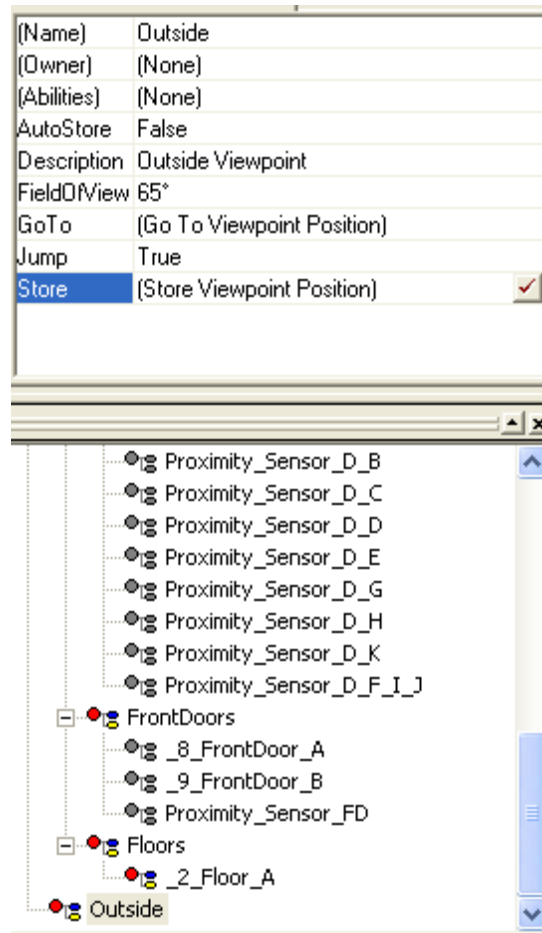 (Name) Outside
(Owner) (None)
(Abilities) (None)
AutoStore False
Description Outside Viewpoint
FieldOfView 65°
GoTo (Go To Viewpoint Position)
Jump True
Store (Store Viewpoint Position)
Proximity_Sensor_D_B
Proximity_Sensor_D_C
Proximity_Sensor_D_D
Proximity_Sensor_D_E
Proximity_Sensor_D_G
Proximity_Sensor_D_H
Proximity_Sensor_D_K
Proximity_Sensor_D_F_I_J
FrontDoors
_8_FrontDoor_A
_9_FrontDoor_B
Proximity_Sensor_FD
Floors
_2_Floor_A
Outside